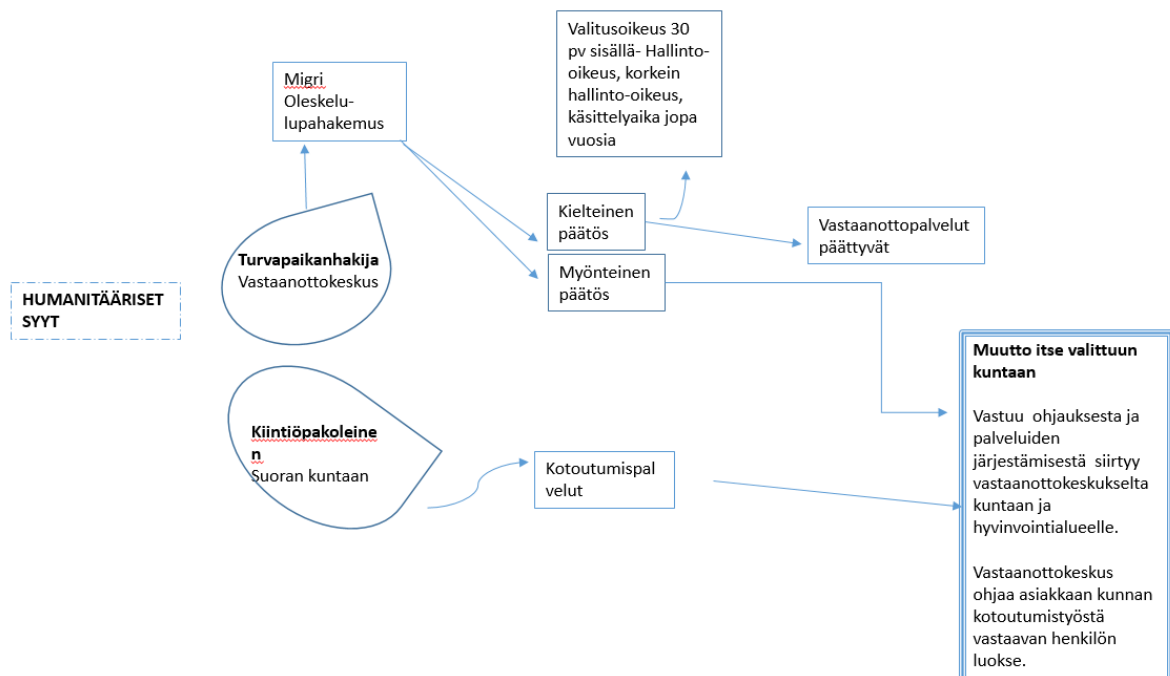 HUMANITÄÄRISET
SYYT
Turvapaikanhakija
Vastaanottokeskus
Migri
Oleskelu-
lupahakemus
Valitusoikeus 30
pv sisällä- Hallinto-
oikeus, korkein
hallinto-oikeus,
käsittelyaika jopa
vuosia
Kielteinen
päätös
Vastaanottopalvelut
päättyvät
Myönteinen
päätös
Kiintiöpakoleine
n
Suoran kuntaan
Kotoutumispal
velut
Muutto itse valittuun
kuntaan
Vastuu ohjauksesta ja
palveluiden
järjestämisestä siirtyy
vastaanottokeskukselta
kuntaan ja
hyvinvointialueelle.
Vastaanottokeskus
ohjaa asiakkaan kunnan
kotoutumistyöstä
vastaavan henkilön
luokse.